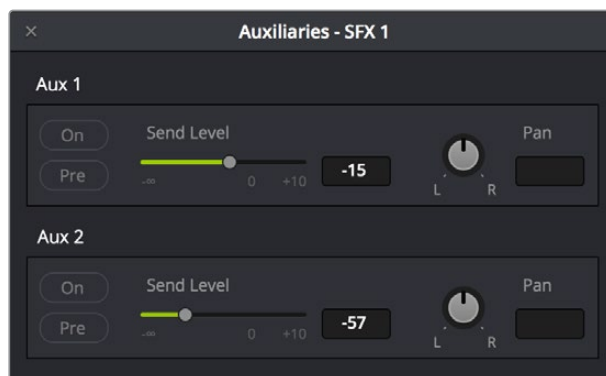 × Auxiliaries - SFX 1
Aux 1
On Send Level Pan
Pre -15
-∞ 0 +10 L R
Aux 2
On Send Level Pan
Pre -57
-∞ 0 +10 L R